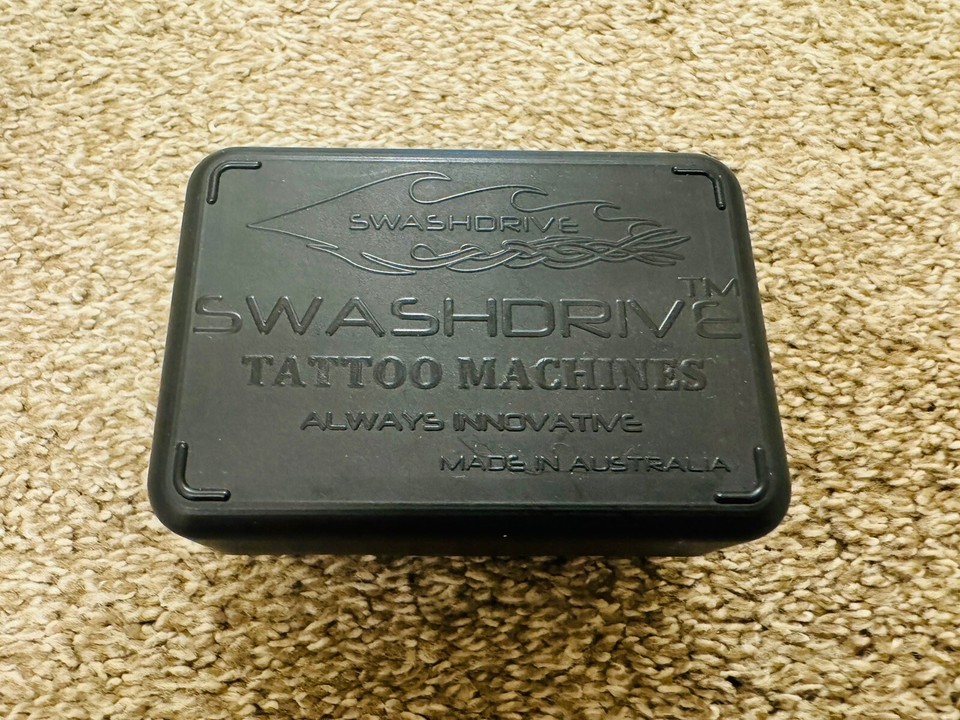 SWASHDRIVE
SWASHDRIVE™
TATTOO MACHINES
ALWAYS INNOVATIVE
MADE IN AUSTRALIA